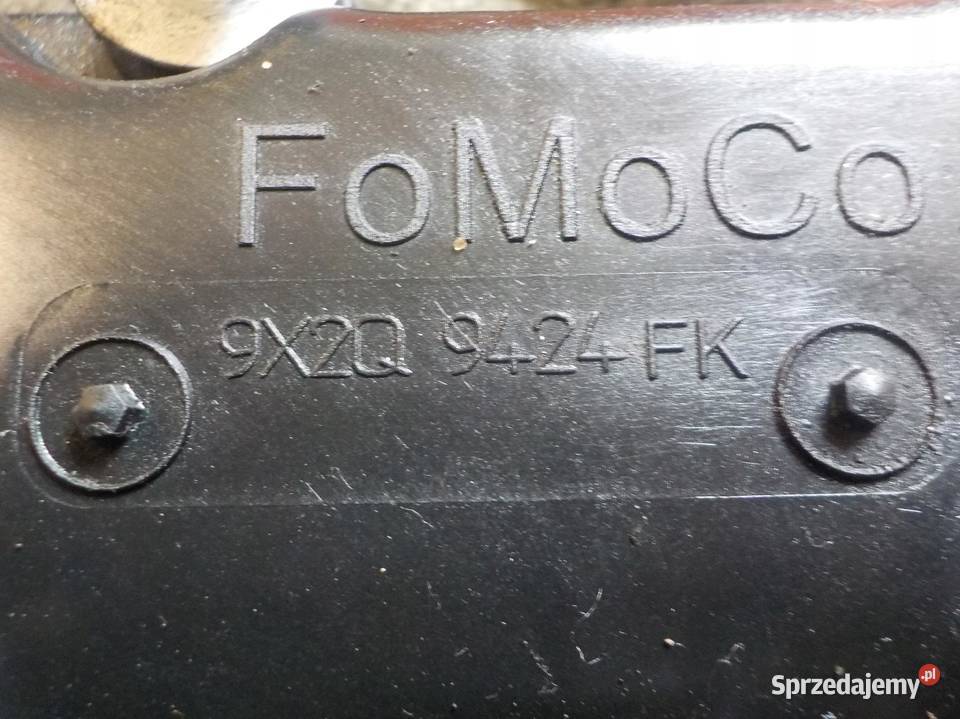 FoMoCo
9X2Q 9424 FK
Sprzedajemy.pl